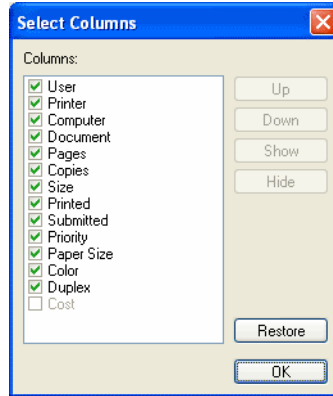 Select Columns
Columns:
User
Printer
Computer
Document
Pages
Copies
Size
Printed
Submitted
Priority
Paper Size
Color
Duplex
Cost
Up
Down
Show
Hide
Restore
OK